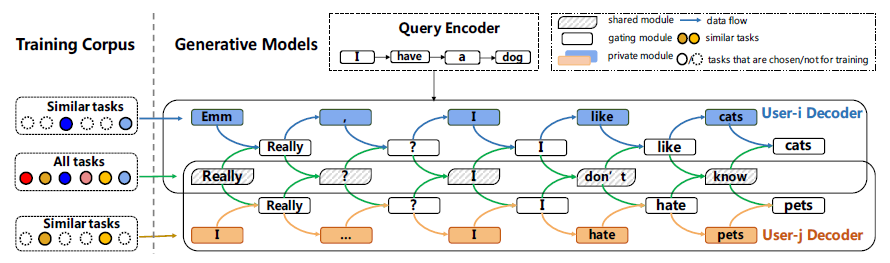 Training Corpus
Generative Models
Query Encoder
I have a dog
shared module
data flow
gating module
similar tasks
private module
tasks that are chosen/not for training
Similar tasks
All tasks
Similar tasks
Emm , I like cats
User-i Decoder
Really ? I like cats
Really ? I don't know
Really ? I hate pets
I ... I hate pets
User-j Decoder